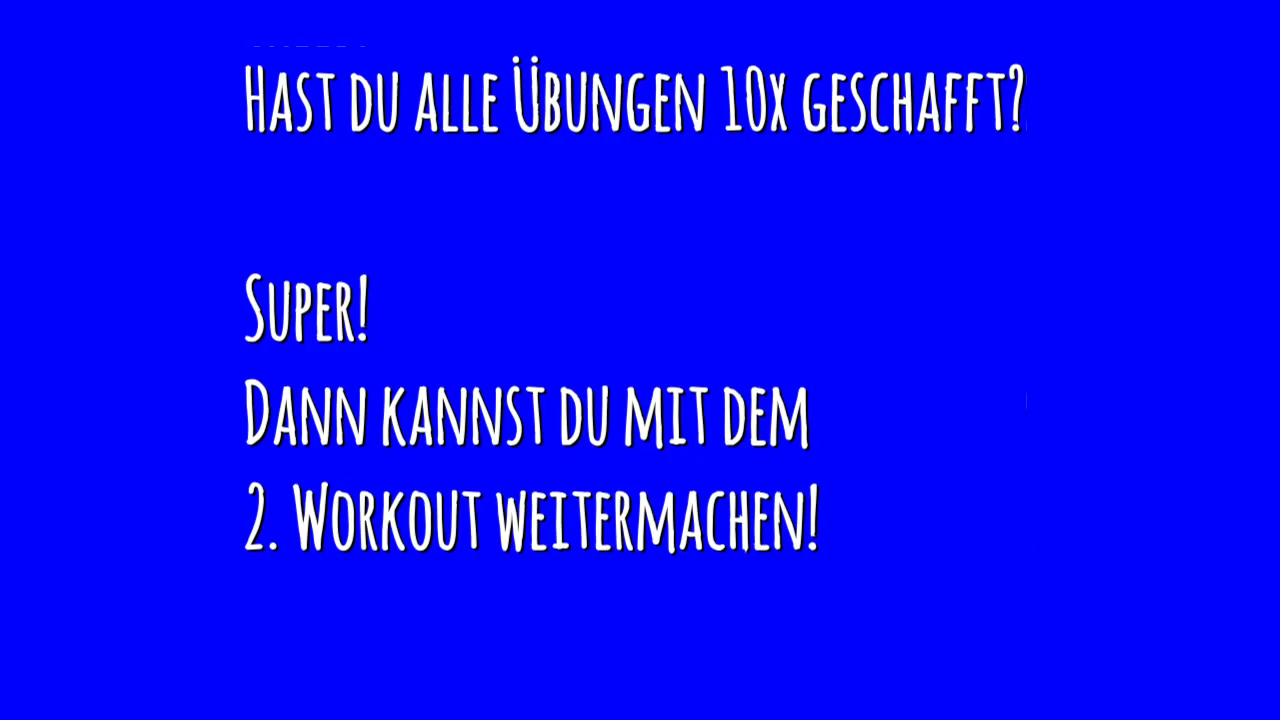 Hast du alle Übungen 10x geschafft?
Super!
Dann kannst du mit dem
2. Workout weitermachen!